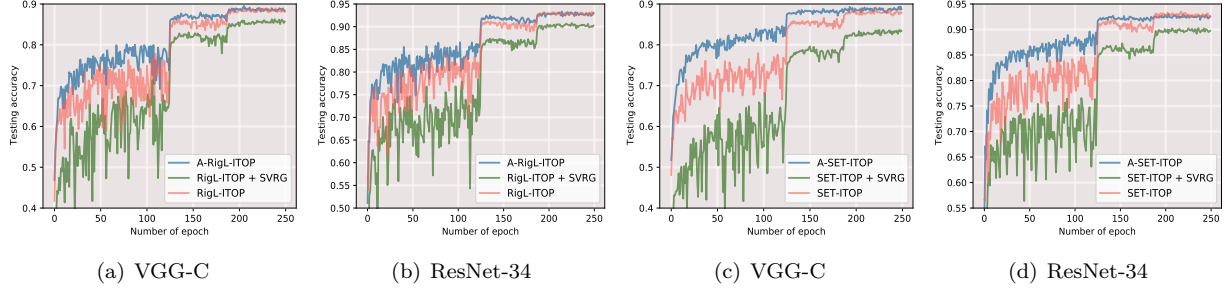 Testing accuracy
0.9
0.8
0.7
0.6
0.5
0.4
0 50 100 150 200 250
Number of epoch
A-RigL-ITOP
RigL-ITOP + SVRG
RigL-ITOP
(a) VGG-C
Testing accuracy
0.95
0.90
0.85
0.80
0.75
0.70
0.65
0.60
0.55
0.50
0 50 100 150 200 250
Number of epoch
A-RigL-ITOP
RigL-ITOP + SVRG
RigL-ITOP
(b) ResNet-34
Testing accuracy
0.9
0.8
0.7
0.6
0.5
0.4
0 50 100 150 200 250
Number of epoch
A-SET-ITOP
SET-ITOP + SVRG
SET-ITOP
(c) VGG-C
Testing accuracy
0.95
0.90
0.85
0.80
0.75
0.70
0.65
0.60
0.55
0 50 100 150 200 250
Number of epoch
A-SET-ITOP
SET-ITOP + SVRG
SET-ITOP
(d) ResNet-34